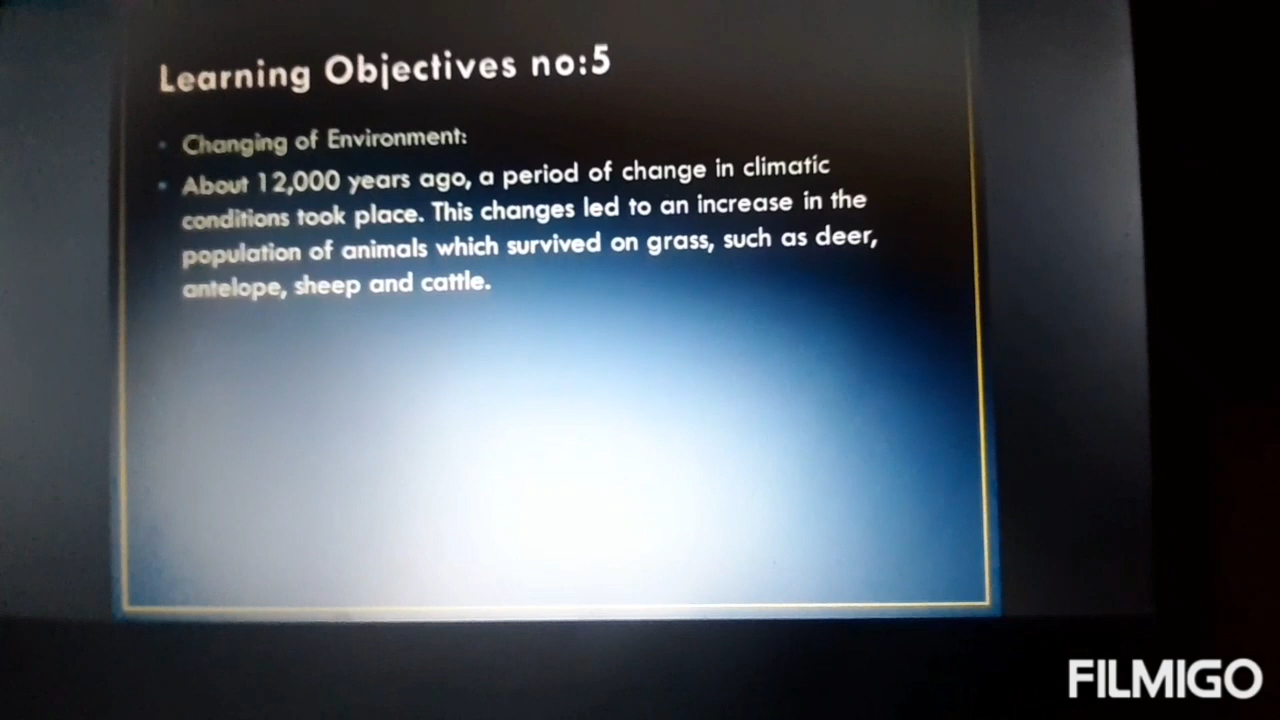 Learning Objectives no:5
• Changing of Environment:
• About 12,000 years ago, a period of change in climatic
conditions took place. This changes led to an increase in the
population of animals which survived on grass, such as deer,
antelope, sheep and cattle.
FILMIGO